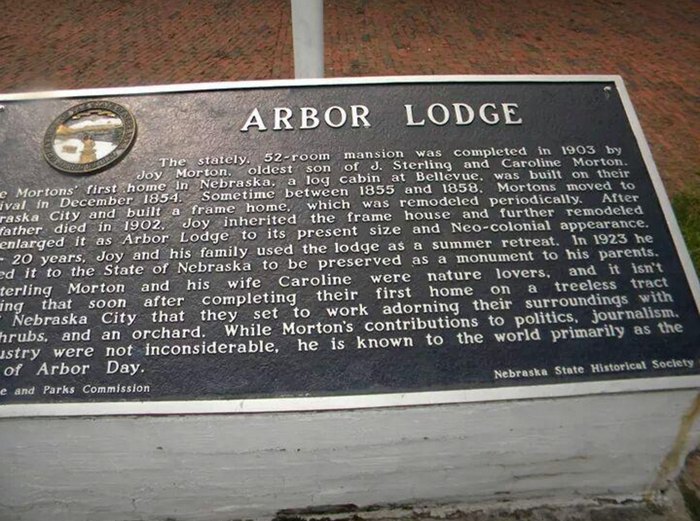 ARBOR LODGE
The stately, 52-room mansion was completed in 1903 by
Joy Morton, oldest son of J. Sterling and Caroline Morton.
e Mortons' first home in Nebraska, a log cabin at Bellevue, was built on their
ival in December 1854. Sometime between 1855 and 1858, Mortons moved to
raska City and built a frame home, which was remodeled periodically. After
father died in 1902, Joy inherited the frame house and further remodeled
enlarged it as Arbor Lodge to its present size and Neo-colonial appearance.
20 years, Joy and his family used the lodge as a summer retreat. In 1923 he
ed it to the State of Nebraska to be preserved as a monument to his parents.
terling Morton and his wife Caroline were nature lovers, and it isn't
ing that soon after completing their first home on a treeless tract
Nebraska City that they set to work adorning their surroundings with
hrubs, and an orchard. While Morton's contributions to politics, journalism,
ustry were not inconsiderable, he is known to the world primarily as the
of Arbor Day.
e and Parks Commission
Nebraska State Historical Society